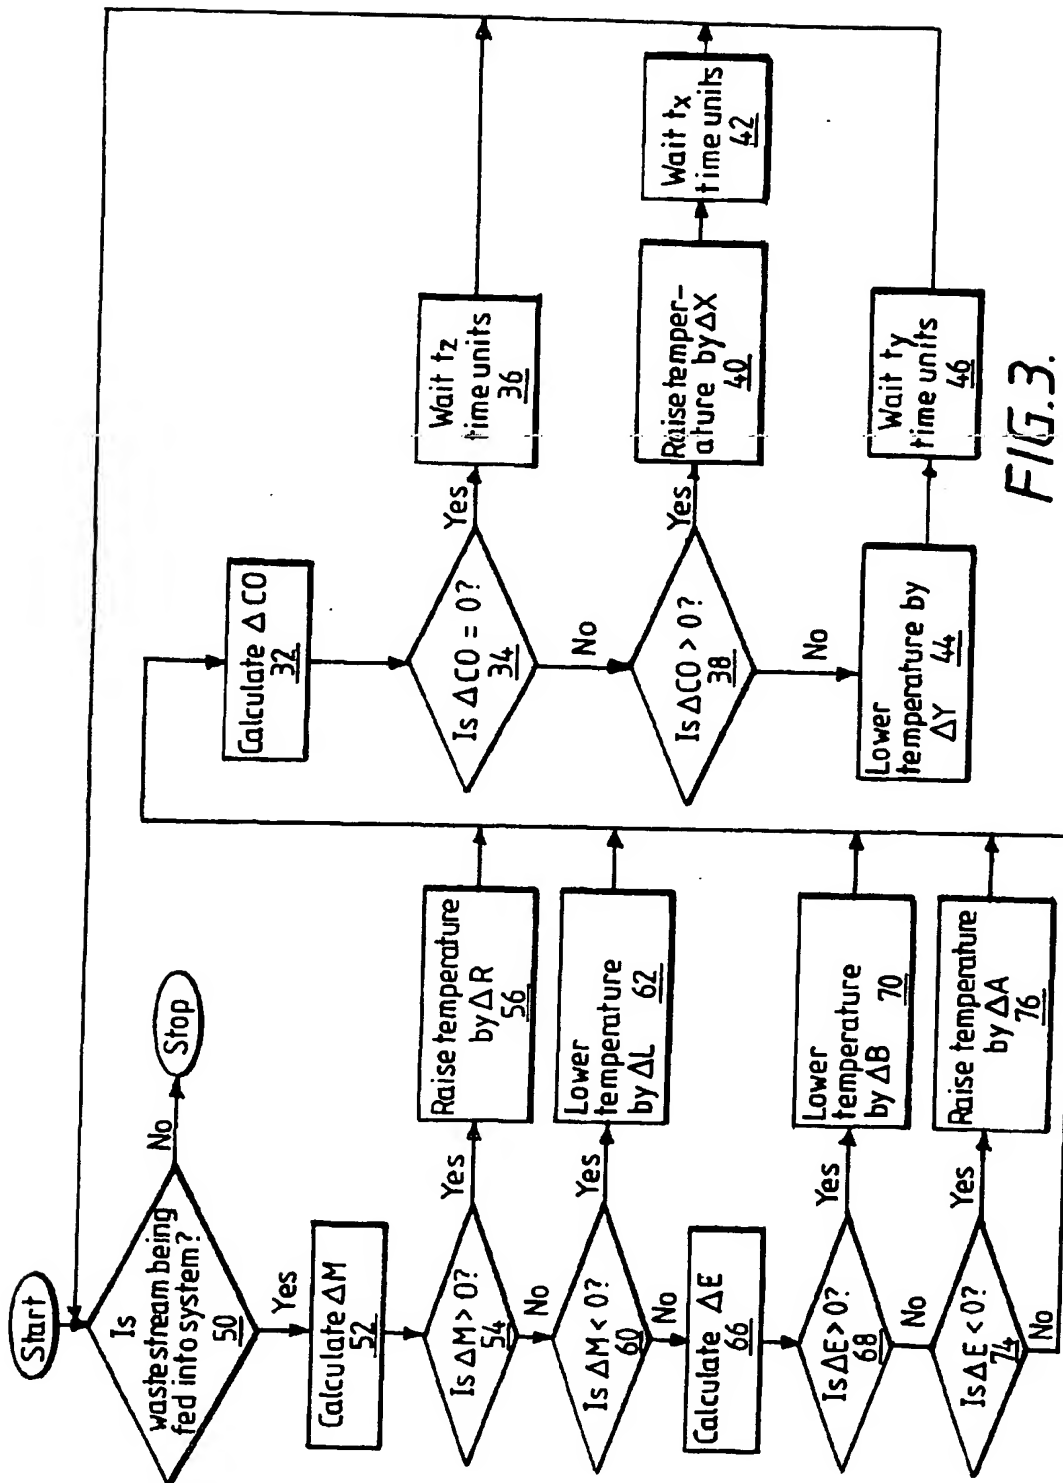 Start
Is
waste stream being
fed into system?
50
No
Stop
Yes
Calculate ΔM
52
Is ΔM > 0?
54
Yes
Raise temperature
by ΔR
56
No
Is ΔM < 0?
60
Yes
Lower
temperature
by ΔL 62
No
Calculate ΔE
66
Is ΔE > 0?
68
Yes
Lower
temperature
by ΔB 70
No
Is ΔE < 0?
74
Yes
Raise temperature
by ΔA
76
No
Calculate ΔCO
32
Is ΔCO = 0?
34
Yes
Wait tz
time units
36
No
Is ΔCO > 0?
38
Yes
Raise temper-
ature by ΔX
40
Wait tx
time units
42
No
Lower
temperature by
ΔY 44
Wait ty
time units
46
FIG.3.